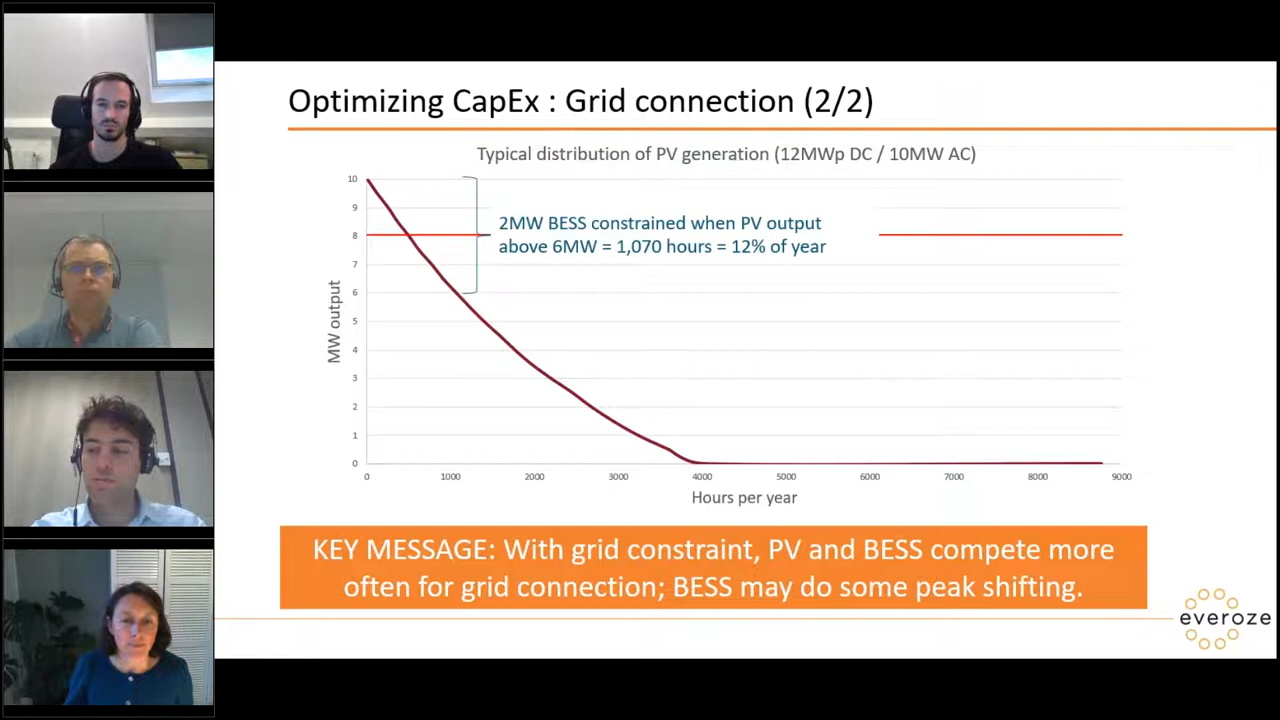 Optimizing CapEx : Grid connection (2/2)
Typical distribution of PV generation (12MWp DC / 10MW AC)
10
9
8
7
6
5
4
3
2
1
0
MW output
2MW BESS constrained when PV output
above 6MW = 1,070 hours = 12% of year
0 1000 2000 3000 4000 5000 6000 7000 8000 9000
Hours per year
KEY MESSAGE: With grid constraint, PV and BESS compete more
often for grid connection; BESS may do some peak shifting.
everoze